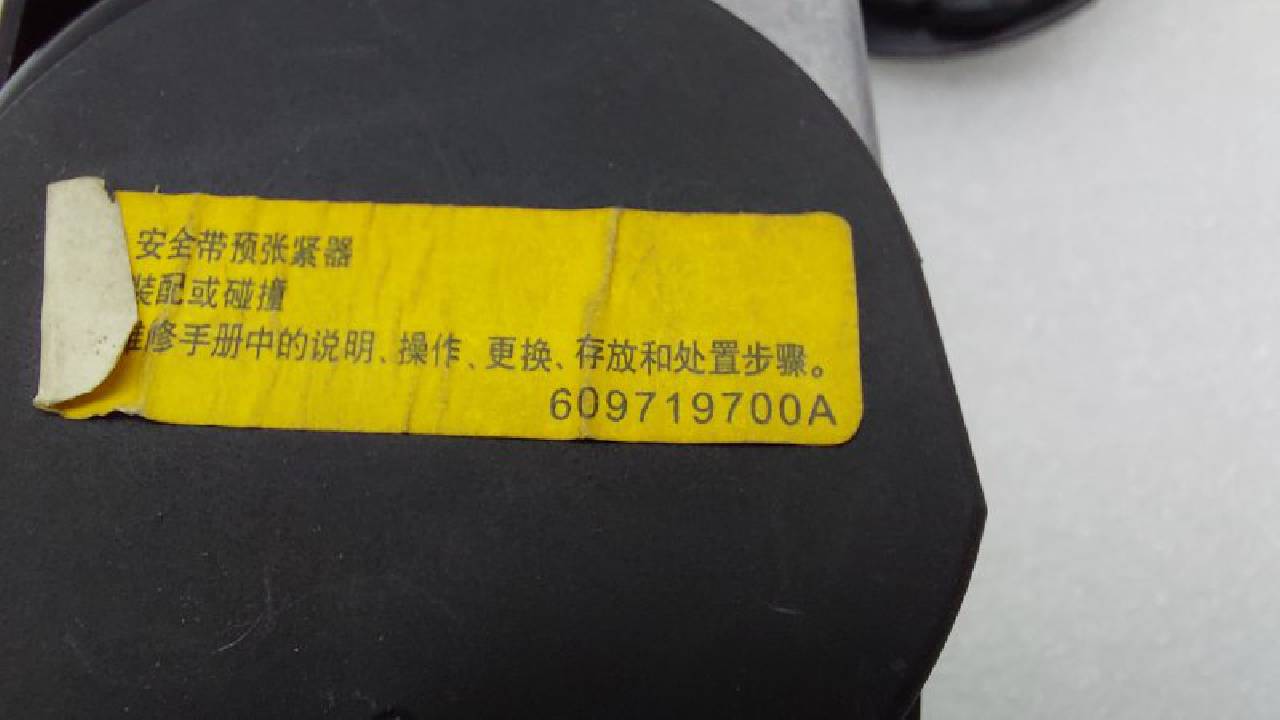 安全带预张紧器
装配或碰撞
维修手册中的说明、操作、更换、存放和处置步骤。
609719700A